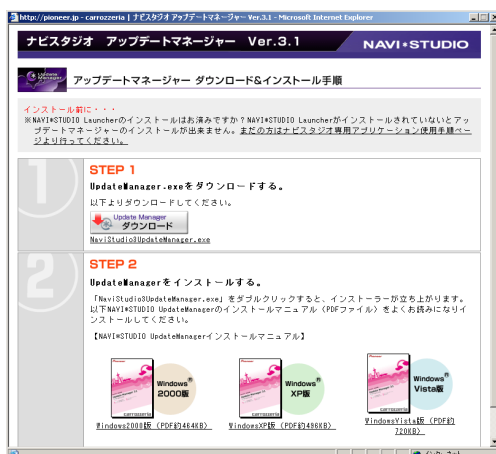 http://pioneer.jp - carrozzeria | ナビスタジオ アップデートマネージャー Ver.3.1 - Microsoft Internet Explorer
ナビスタジオ アップデートマネージャー Ver.3.1
NAVI*STUDIO
Update Manager
アップデートマネージャー ダウンロード&インストール手順
インストール前に・・・
※NAVI*STUDIO Launcherのインストールはお済みですか？NAVI*STUDIO Launcherがインストールされていないとアッ
プデートマネージャーのインストールが出来ません。まだの方はナビスタジオ専用アプリケーション使用手順ペー
ジより行ってください。
1
STEP 1
UpdateManager.exeをダウンロードする。
以下よりダウンロードしてください。
Update Manager
ダウンロード
NaviStudio3UpdateManager.exe
2
STEP 2
UpdateManagerをインストールする。
「NaviStudio3UpdateManager.exe」をダブルクリックすると、インストーラーが立ち上がります。
以下NAVI*STUDIO UpdateManagerのインストールマニュアル（PDFファイル）をよくお読みになりイ
ンストールしてください。
【NAVI*STUDIO UpdateManagerインストールマニュアル】
Windows® 2000版
Windows® XP版
Windows® Vista版
carrozzeria
carrozzeria
carrozzeria
Windows2000版（PDF約464KB）
WindowsXP版（PDF約486KB）
WindowsVista版（PDF約
720KB）